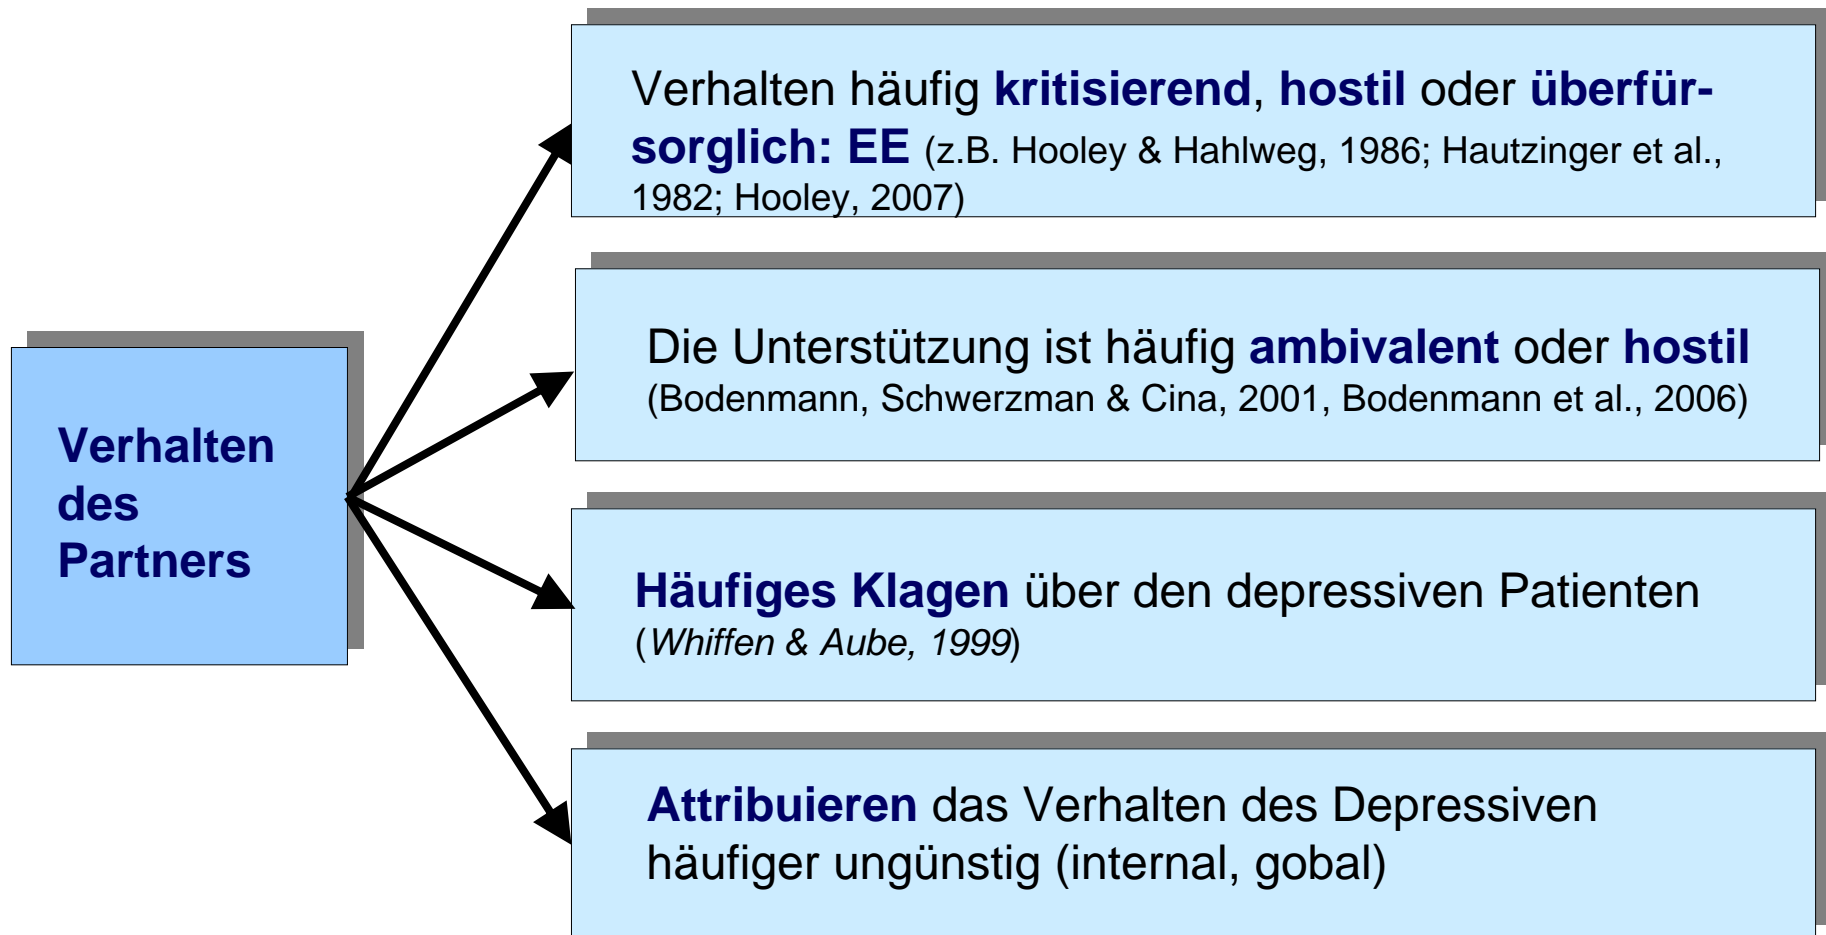 Verhalten häufig kritisierend, hostil oder überfür-
sorglich: EE (z.B. Hooley & Hahlweg, 1986; Hautzinger et al.,
1982; Hooley, 2007)
Die Unterstützung ist häufig ambivalent oder hostil
(Bodenmann, Schwerzman & Cina, 2001, Bodenmann et al., 2006)
Verhalten
des
Partners
Häufiges Klagen über den depressiven Patienten
(Whiffen & Aube, 1999)
Attribuieren das Verhalten des Depressiven
häufiger ungünstig (internal, gobal)